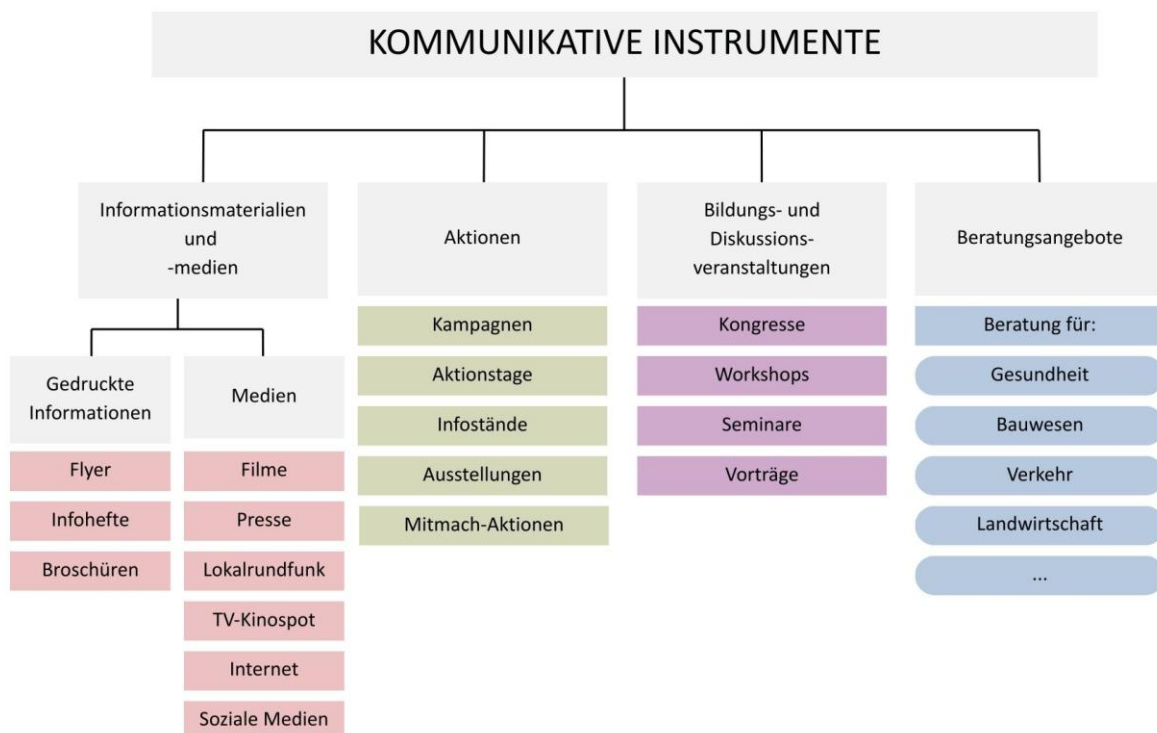 KOMMUNIKATIVE INSTRUMENTE
Informationsmaterialien
und
-medien
Gedruckte
Informationen
Flyer
Infohefte
Broschüren
Medien
Filme
Presse
Lokalrundfunk
TV-Kinospot
Internet
Soziale Medien
Aktionen
Kampagnen
Aktionstage
Infostände
Ausstellungen
Mitmach-Aktionen
Bildungs- und
Diskussions-
veranstaltungen
Kongresse
Workshops
Seminare
Vorträge
Beratungsangebote
Beratung für:
Gesundheit
Bauwesen
Verkehr
Landwirtschaft
...